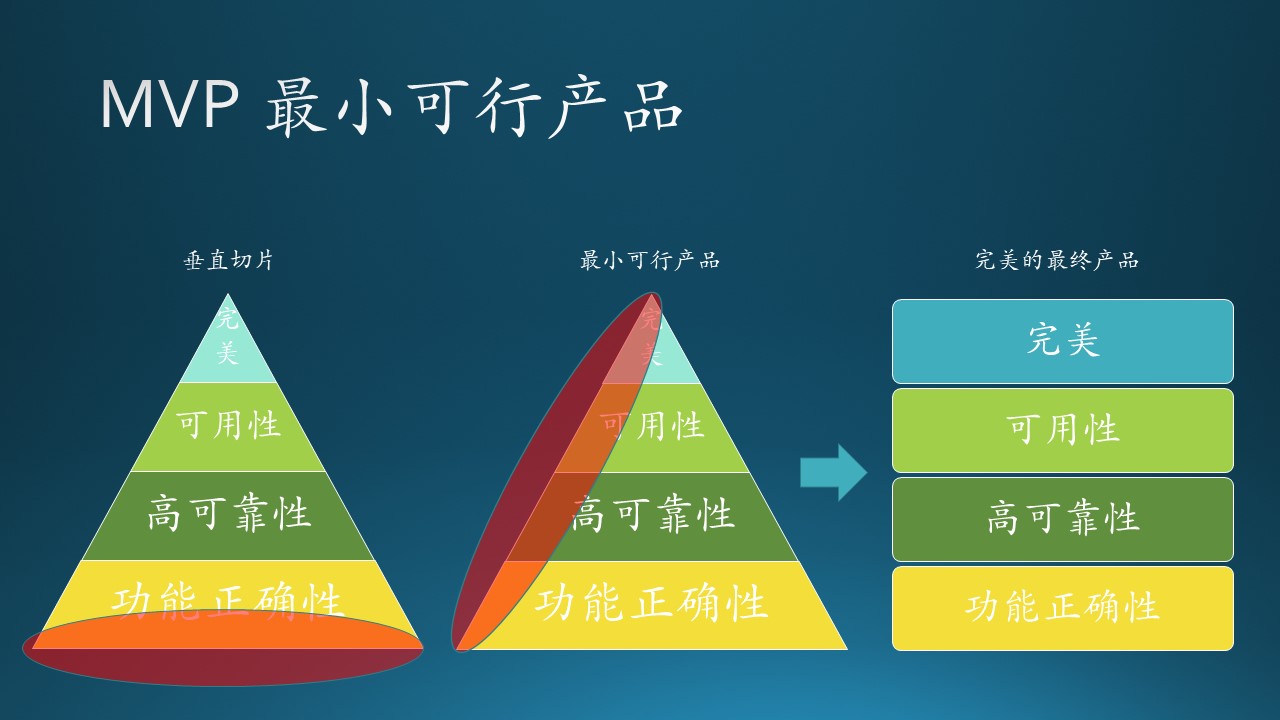 MVP 最小可行产品
垂直切片
完
美
可用性
高可靠性
功能正确性
最小可行产品
完
美
可用性
高可靠性
功能正确性
完美的最终产品
完美
可用性
高可靠性
功能正确性